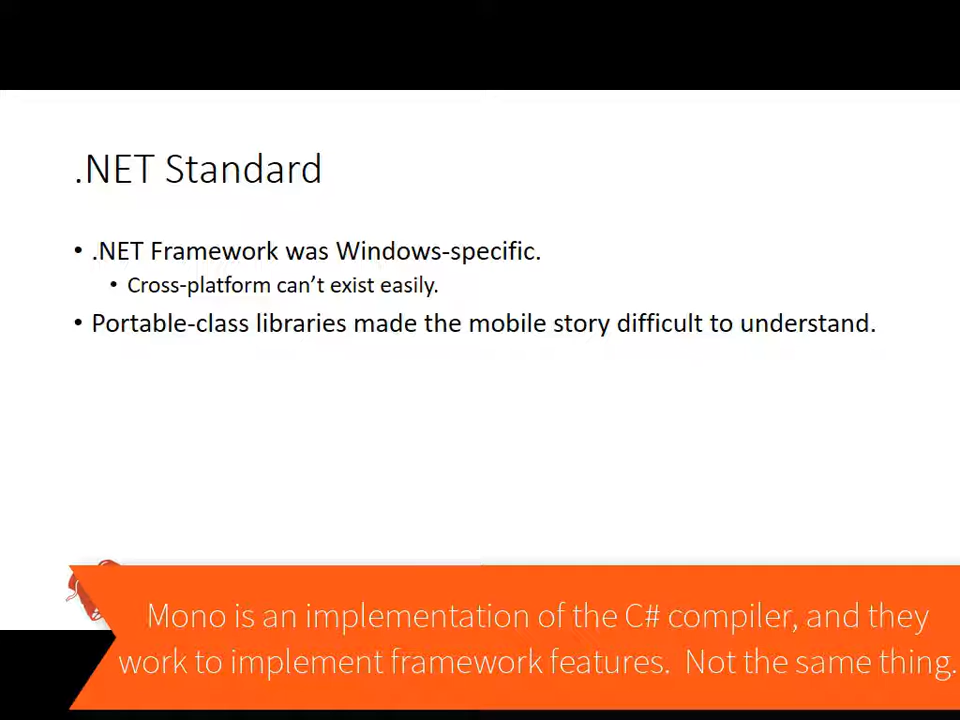 .NET Standard
• .NET Framework was Windows-specific.
• Cross-platform can’t exist easily.
• Portable-class libraries made the mobile story difficult to understand.
Mono is an implementation of the C# compiler, and they
work to implement framework features.  Not the same thing.